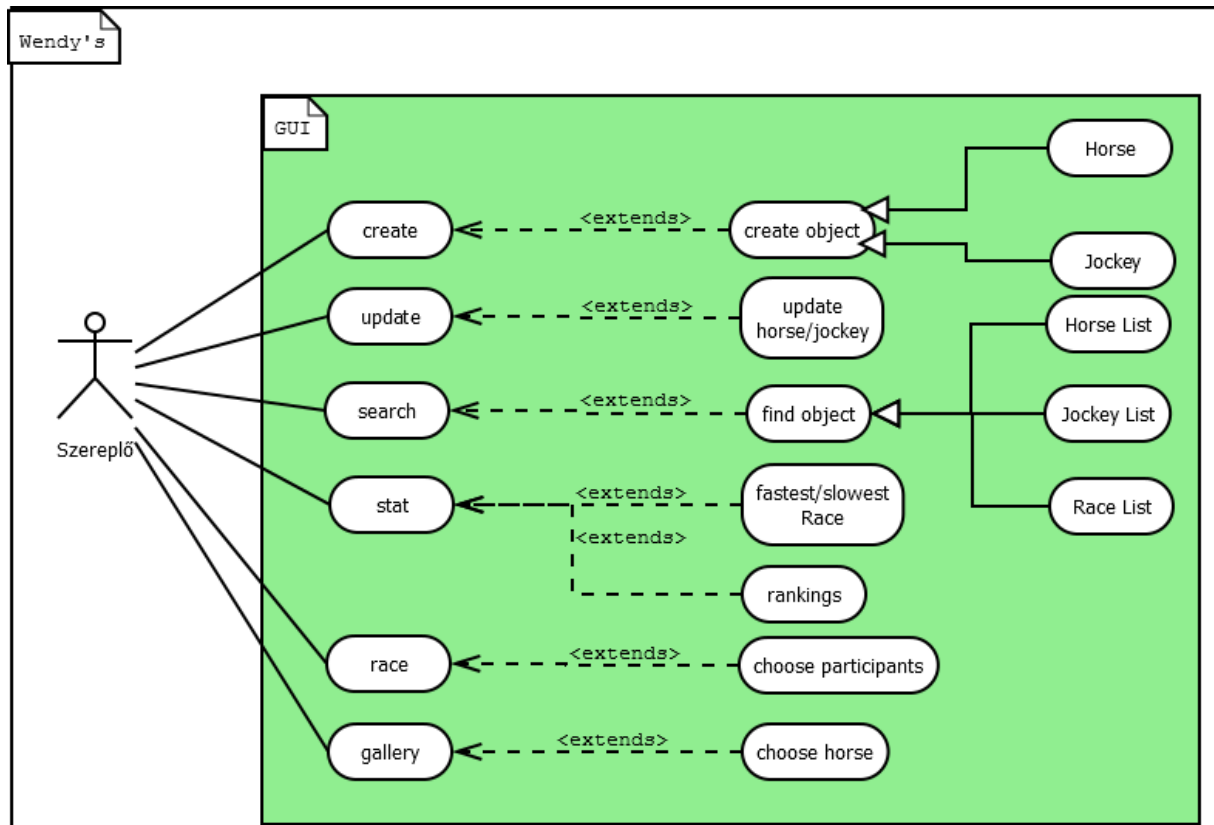 Wendy's
GUI
Horse
create
<extends>
create object
Jockey
update
<extends>
update
horse/jockey
Horse List
search
<extends>
find object
Jockey List
Szereplő
stat
<extends>
fastest/slowest
Race
Race List
<extends>
rankings
race
<extends>
choose participants
gallery
<extends>
choose horse